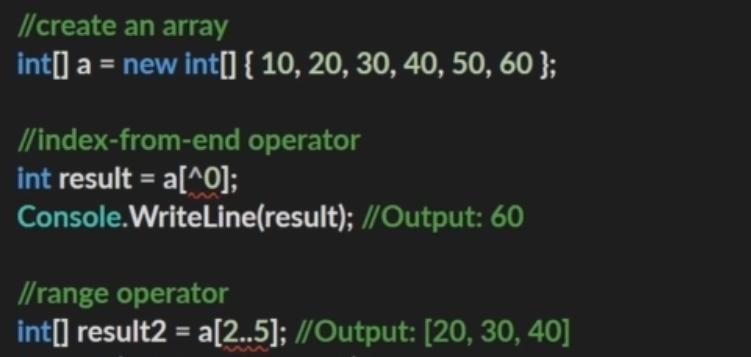 //create an array
int[] a = new int[] { 10, 20, 30, 40, 50, 60 };
//index-from-end operator
int result = a[^0];
Console.WriteLine(result); //Output: 60
//range operator
int[] result2 = a[2..5]; //Output: [20, 30, 40]